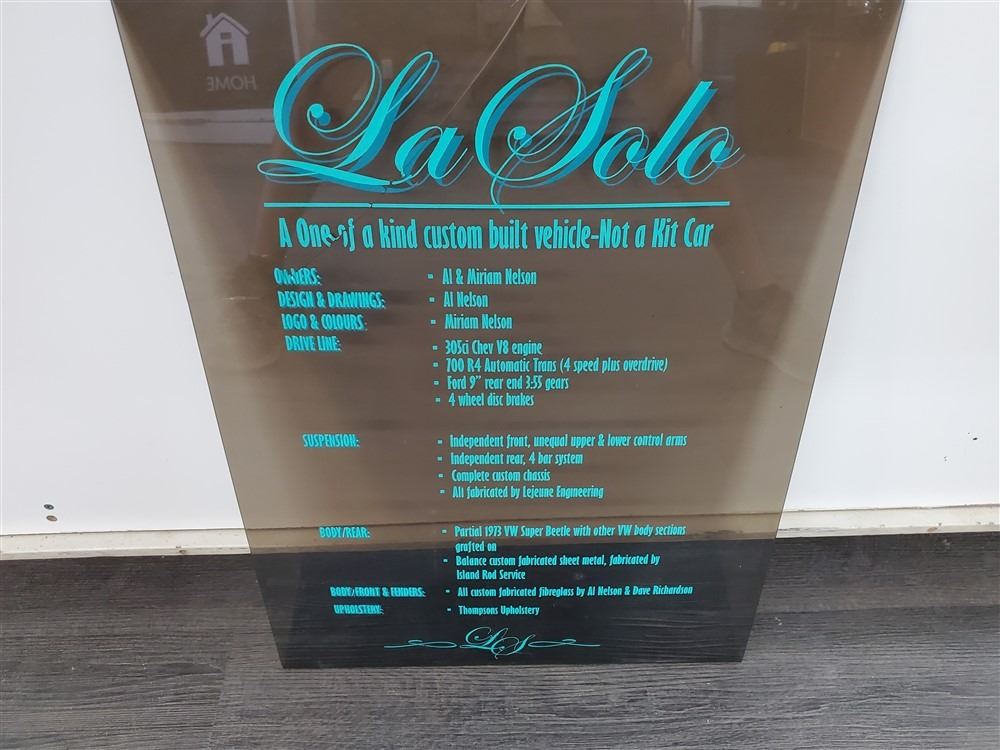 HOME
La Solo
A One of a kind custom built vehicle-Not a Kit Car
OWNERS: - Al & Miriam Nelson
DESIGN & DRAWINGS: - Al Nelson
LOGO & COLOURS - Miriam Nelson
DRIVE LINE: - 305ci Chev V8 engine
- 700 R4 Automatic Trans (4 speed plus overdrive)
- Ford 9" rear end 3:55 gears
- 4 wheel disc brakes
SUSPENSION: - Independent front, unequal upper & lower control arms
- Independent rear, 4 bar system
- Complete custom chassis
- All fabricated by Lejeune Engineering
BODY/REAR: - Partial 1973 VW Super Beetle with other VW body sections
grafted on
- Balance custom fabricated sheet metal, fabricated by
Island Rod Service
BODY/FRONT & FENDERS: - All custom fabricated fibreglass by Al Nelson & Dave Richardson
UPHOLSTERY: - Thompsons Upholstery
LS